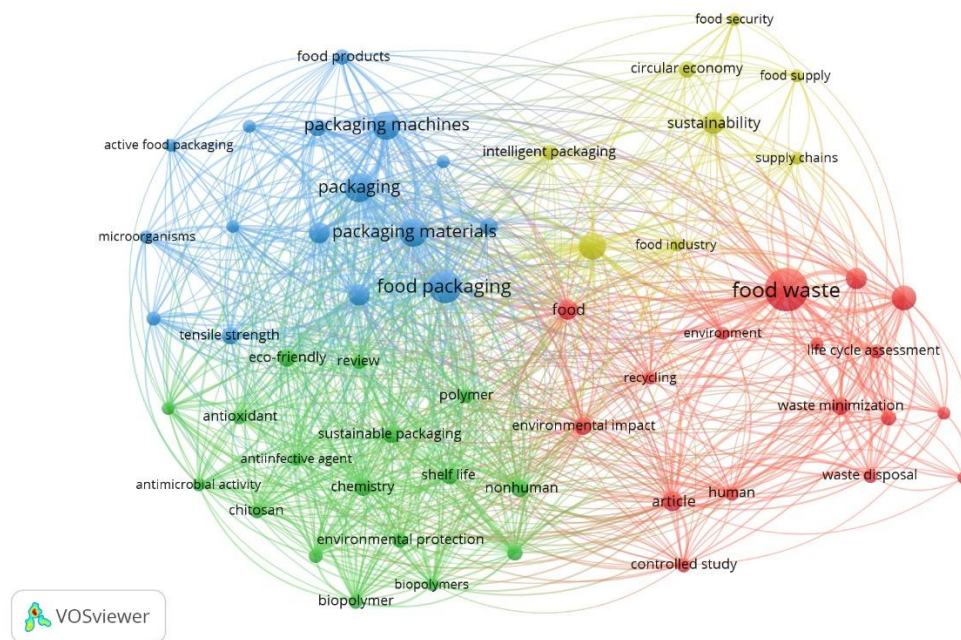 food security
food products
circular economy
food supply
packaging machines
sustainability
active food packaging
intelligent packaging
supply chains
packaging
microorganisms
packaging materials
food industry
food packaging
food waste
food
tensile strength
environment
eco-friendly
review
life cycle assessment
recycling
polymer
antioxidant
waste minimization
sustainable packaging
environmental impact
antiinfective agent
antimicrobial activity
chemistry
shelf life
nonhuman
waste disposal
chitosan
article
human
environmental protection
controlled study
biopolymers
biopolymer
VOSviewer